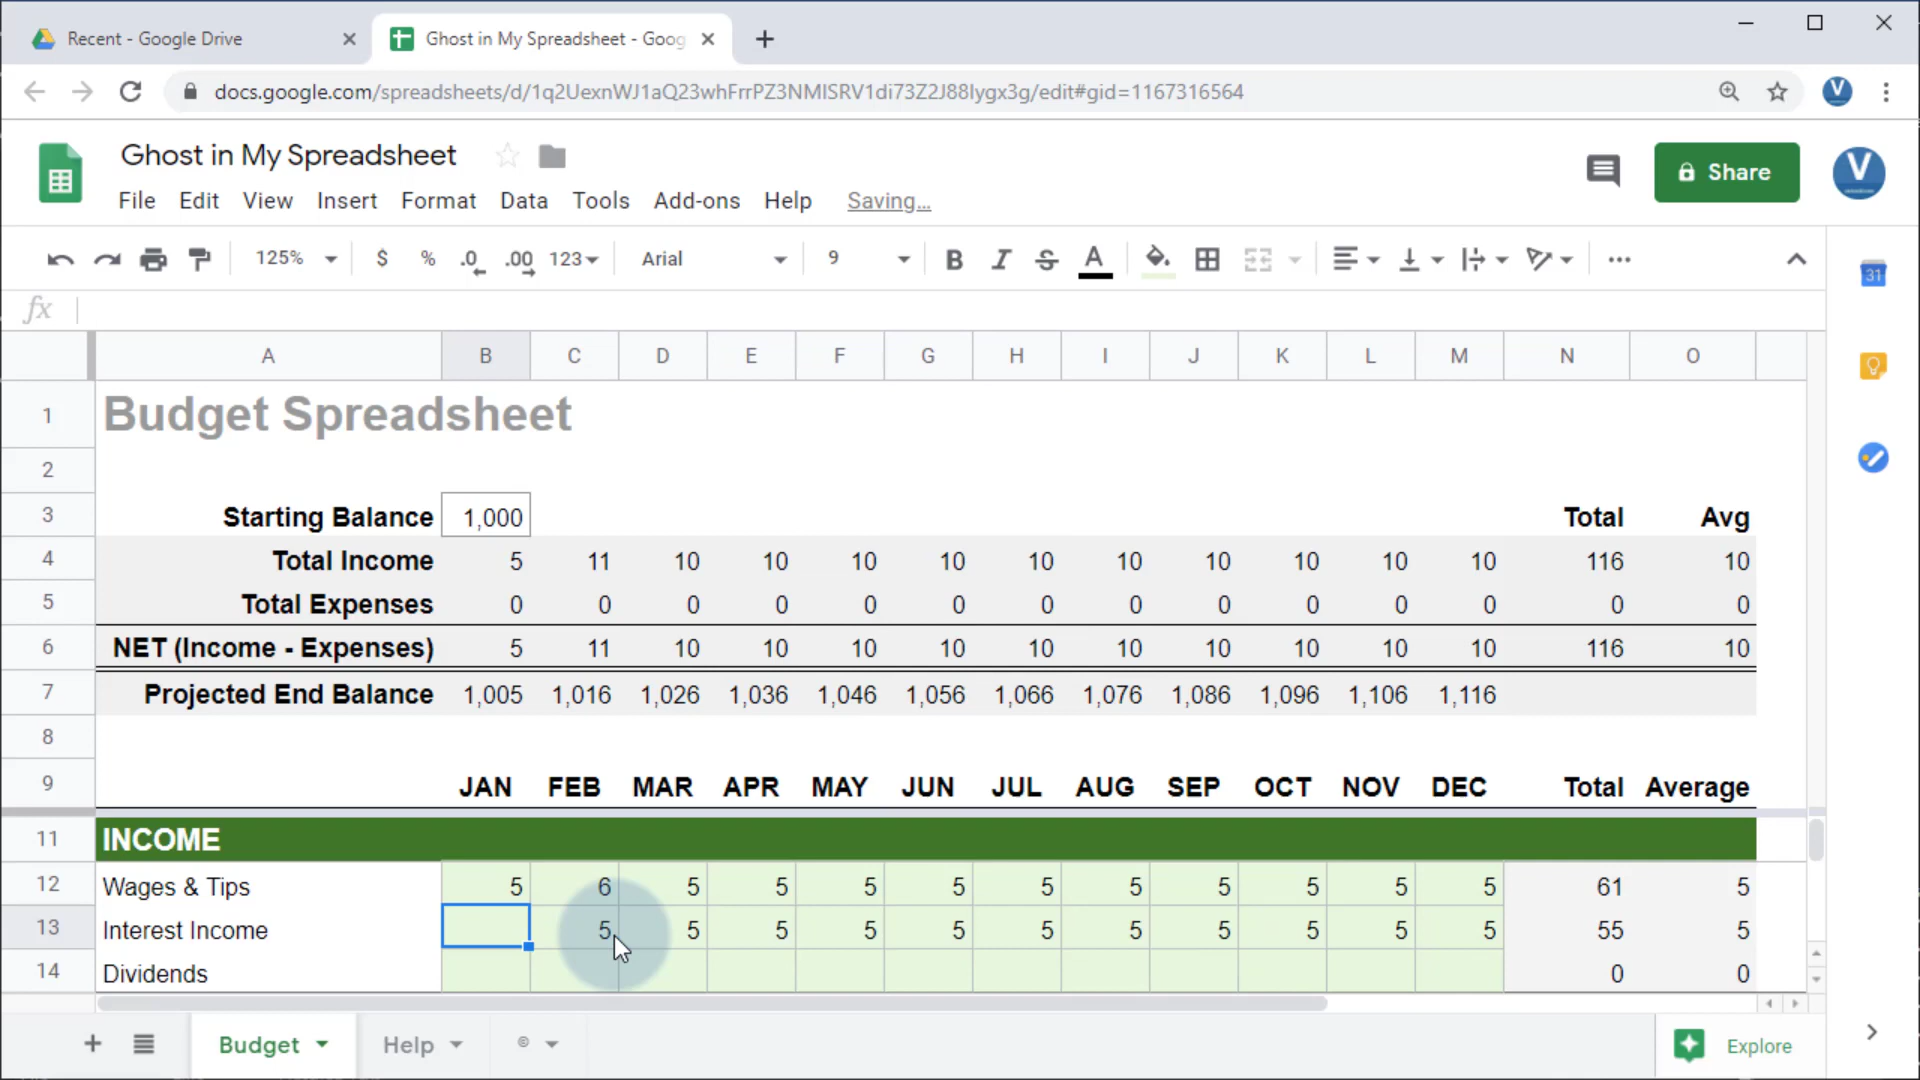 Recent - Google Drive
Ghost in My Spreadsheet - Goog
docs.google.com/spreadsheets/d/1q2UexnWJ1aQ23whFrrPZ3NMISRV1di73Z2J88lygx3g/edit#gid=1167316564
V
Ghost in My Spreadsheet
Share
V
File Edit View Insert Format Data Tools Add-ons Help Saving...
125% $ % .0 .00 123 Arial 9 B I S A
31
fx
A B C D E F G H I J K L M N O
1 Budget Spreadsheet
2
3 Starting Balance 1,000 Total Avg
4 Total Income 5 11 10 10 10 10 10 10 10 10 10 10 116 10
5 Total Expenses 0 0 0 0 0 0 0 0 0 0 0 0 0 0
6 NET (Income - Expenses) 5 11 10 10 10 10 10 10 10 10 10 10 116 10
7 Projected End Balance 1,005 1,016 1,026 1,036 1,046 1,056 1,066 1,076 1,086 1,096 1,106 1,116
8
9 JAN FEB MAR APR MAY JUN JUL AUG SEP OCT NOV DEC Total Average
11 INCOME
12 Wages & Tips 5 6 5 5 5 5 5 5 5 5 5 5 61 5
13 Interest Income 5 5 5 5 5 5 5 5 5 5 5 55 5
14 Dividends 0 0
Budget Help © Explore